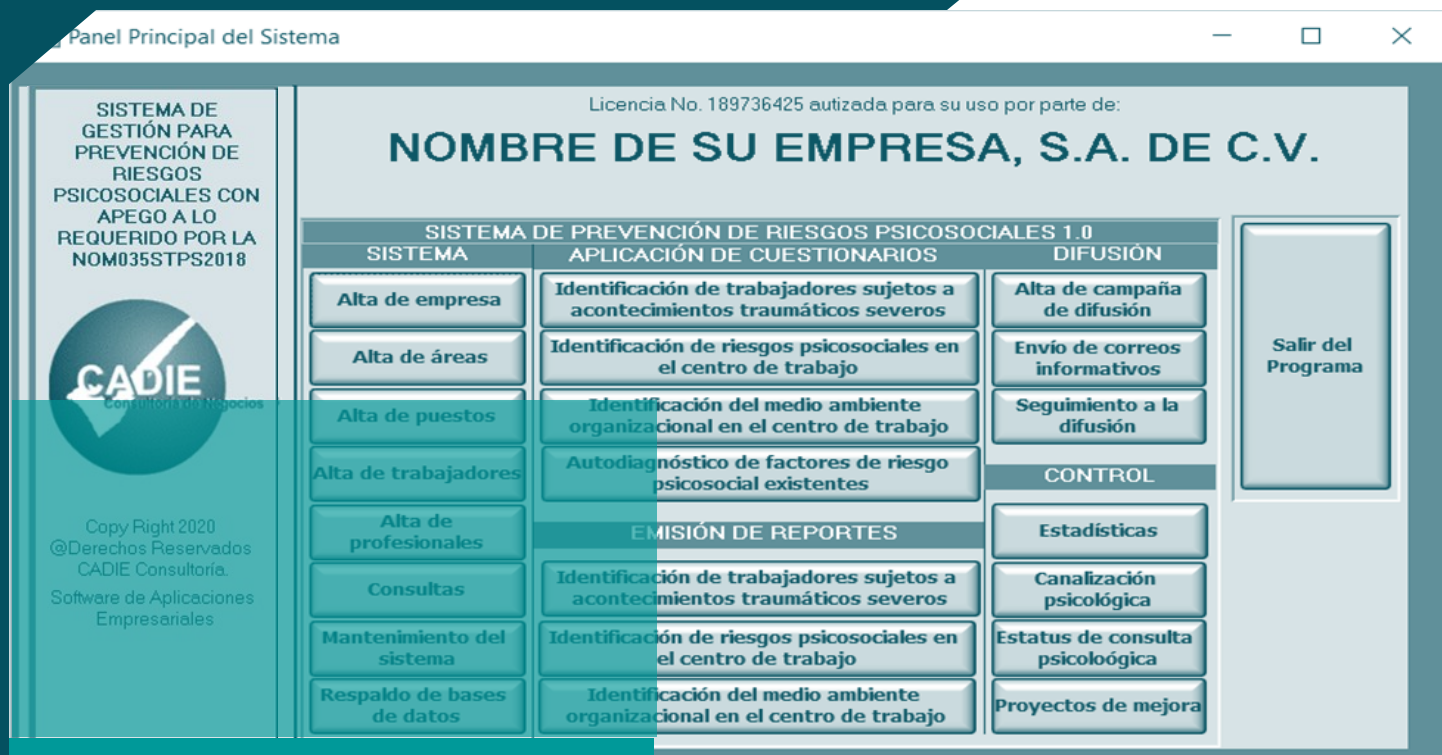 Panel Principal del Sistema
SISTEMA DE
GESTIÓN PARA
PREVENCIÓN DE
RIESGOS
PSICOSOCIALES CON
APEGO A LO
REQUERIDO POR LA
NOM035STPS2018
CADIE
Consultoría de Negocios
Copy Right 2020
@Derechos Reservados
CADIE Consultoría.
Software de Aplicaciones
Empresariales
Licencia No. 189736425 autizada para su uso por parte de:
NOMBRE DE SU EMPRESA, S.A. DE C.V.
SISTEMA DE PREVENCIÓN DE RIESGOS PSICOSOCIALES 1.0
SISTEMA
Alta de empresa
Alta de áreas
Alta de puestos
Alta de trabajadores
Alta de
profesionales
Consultas
Mantenimiento del
sistema
Respaldo de bases
de datos
APLICACIÓN DE CUESTIONARIOS
Identificación de trabajadores sujetos a
acontecimientos traumáticos severos
Identificación de riesgos psicosociales en
el centro de trabajo
Identificación del medio ambiente
organizacional en el centro de trabajo
Autodiagnóstico de factores de riesgo
psicosocial existentes
EMISIÓN DE REPORTES
Identificación de trabajadores sujetos a
acontecimientos traumáticos severos
Identificación de riesgos psicosociales en
el centro de trabajo
Identificación del medio ambiente
organizacional en el centro de trabajo
DIFUSIÓN
Alta de campaña
de difusión
Envío de correos
informativos
Seguimiento a la
difusión
CONTROL
Estadísticas
Canalización
psicológica
Estatus de consulta
psicoloógica
Proyectos de mejora
Salir del
Programa